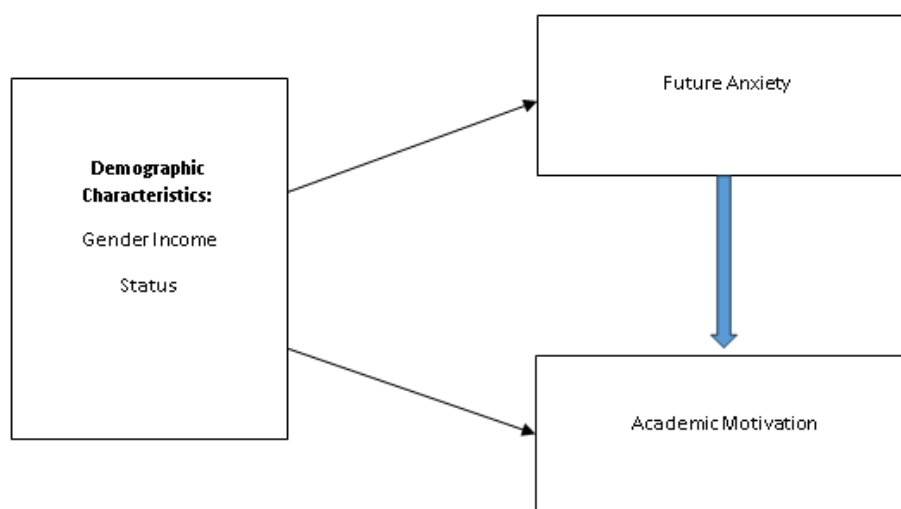 Demographic
Characteristics:
Gender Income
Status
Future Anxiety
Academic Motivation